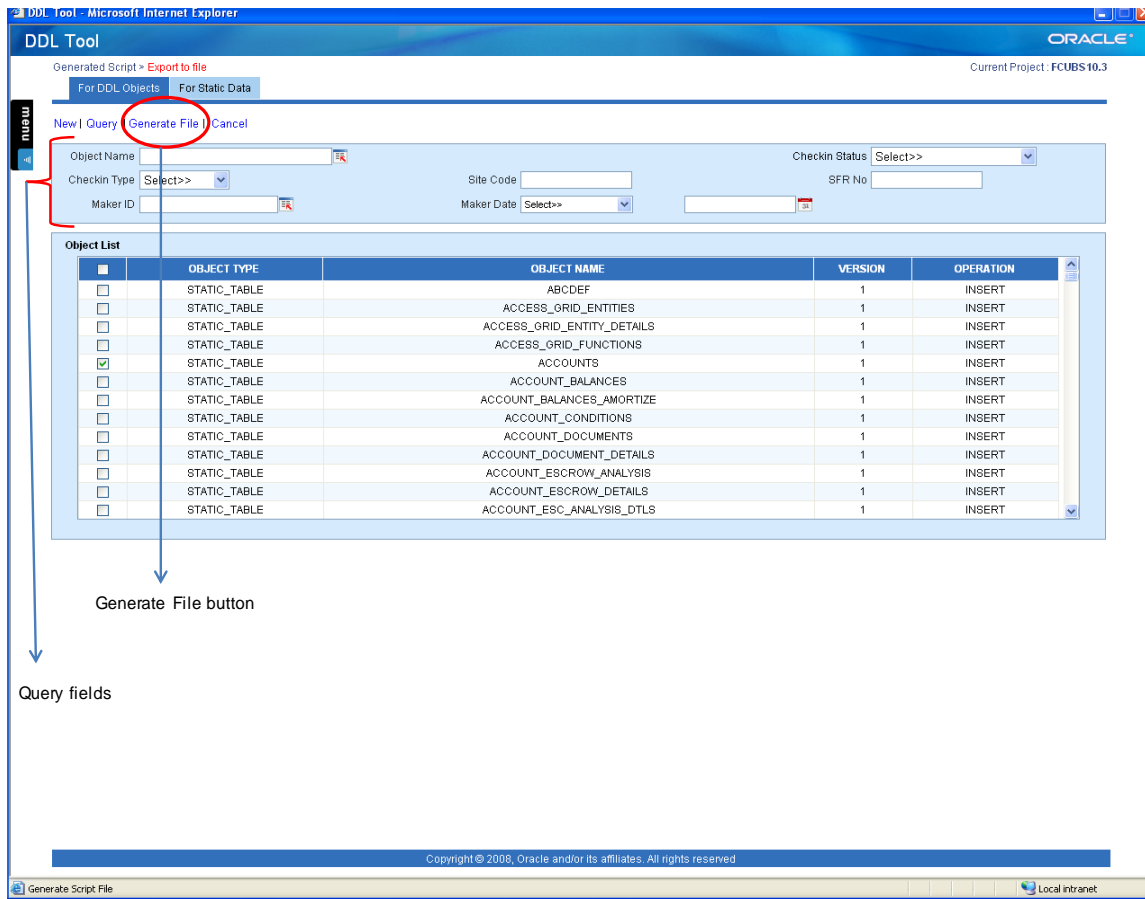 DDL Tool - Microsoft Internet Explorer
DDL Tool
ORACLE
Generated Script > Export to file
Current Project : FCUBS10.3
For DDL Objects For Static Data
menu
New | Query | Generate File | Cancel
Object Name Checkin Status Select>>
Checkin Type Select>> Site Code SFR No
Maker ID Maker Date Select>> 31
Object List
OBJECT TYPE OBJECT NAME VERSION OPERATION
STATIC_TABLE ABCDEF 1 INSERT
STATIC_TABLE ACCESS_GRID_ENTITIES 1 INSERT
STATIC_TABLE ACCESS_GRID_ENTITY_DETAILS 1 INSERT
STATIC_TABLE ACCESS_GRID_FUNCTIONS 1 INSERT
STATIC_TABLE ACCOUNTS 1 INSERT
STATIC_TABLE ACCOUNT_BALANCES 1 INSERT
STATIC_TABLE ACCOUNT_BALANCES_AMORTIZE 1 INSERT
STATIC_TABLE ACCOUNT_CONDITIONS 1 INSERT
STATIC_TABLE ACCOUNT_DOCUMENTS 1 INSERT
STATIC_TABLE ACCOUNT_DOCUMENT_DETAILS 1 INSERT
STATIC_TABLE ACCOUNT_ESCROW_ANALYSIS 1 INSERT
STATIC_TABLE ACCOUNT_ESCROW_DETAILS 1 INSERT
STATIC_TABLE ACCOUNT_ESC_ANALYSIS_DTLS 1 INSERT
Generate File button
Query fields
Copyright © 2008, Oracle and/or its affiliates. All rights reserved
Generate Script File Local intranet